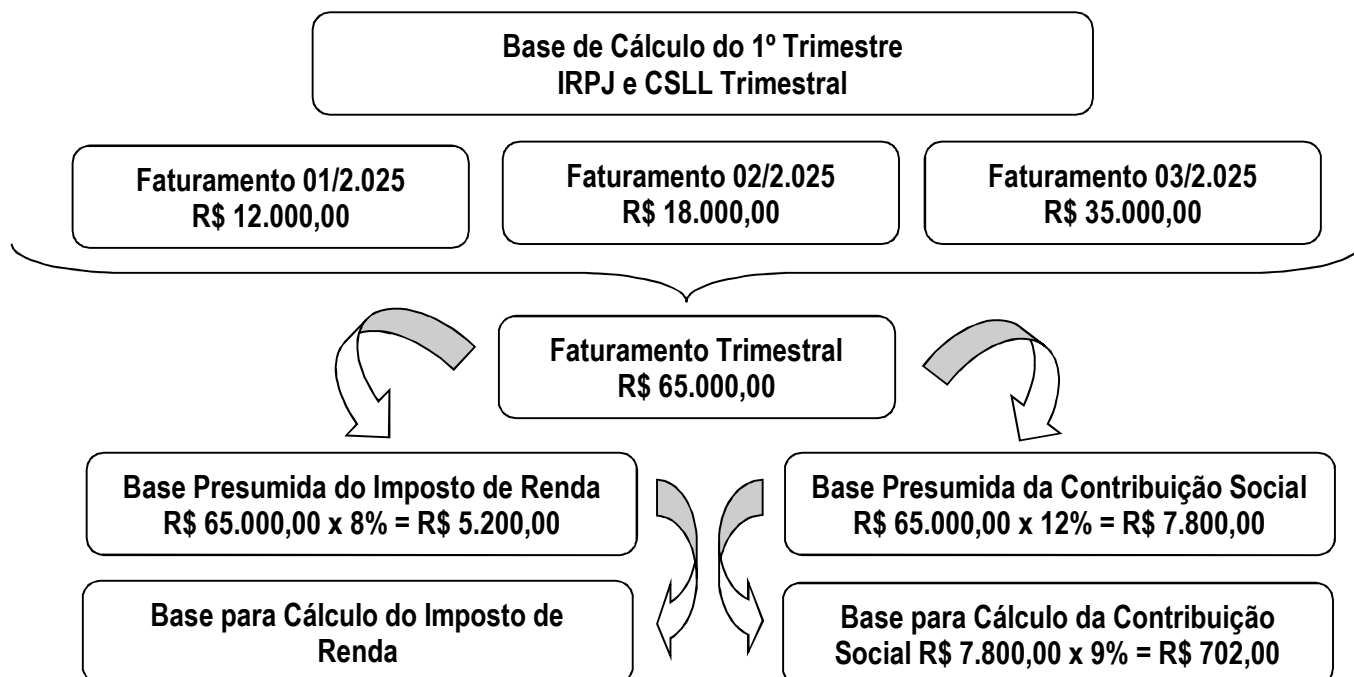 Base de Cálculo do 1º Trimestre
IRPJ e CSLL Trimestral
Faturamento 01/2.025
R$ 12.000,00
Faturamento 02/2.025
R$ 18.000,00
Faturamento 03/2.025
R$ 35.000,00
Faturamento Trimestral
R$ 65.000,00
Base Presumida do Imposto de Renda
R$ 65.000,00 x 8% = R$ 5.200,00
Base Presumida da Contribuição Social
R$ 65.000,00 x 12% = R$ 7.800,00
Base para Cálculo do Imposto de
Renda
Base para Cálculo da Contribuição
Social R$ 7.800,00 x 9% = R$ 702,00